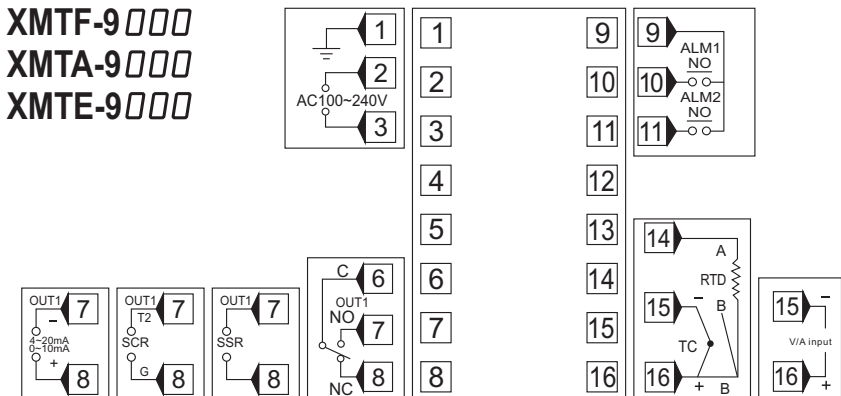 XMTF-9▯▯▯
XMTA-9▯▯▯
XMTE-9▯▯▯
1
2
AC100~240V
3
1
2
3
4
5
6
7
8
9
10
11
12
13
14
15
16
9
ALM1
NO
10
ALM2
NO
11
OUT1
7
−
4~20mA
0~10mA
+
8
OUT1
7
T2
SCR
G
8
OUT1
7
SSR
8
C
6
OUT1
NO
7
NC
8
14
A
RTD
15
−
B
TC
16
+
B
15
−
V/A input
16
+